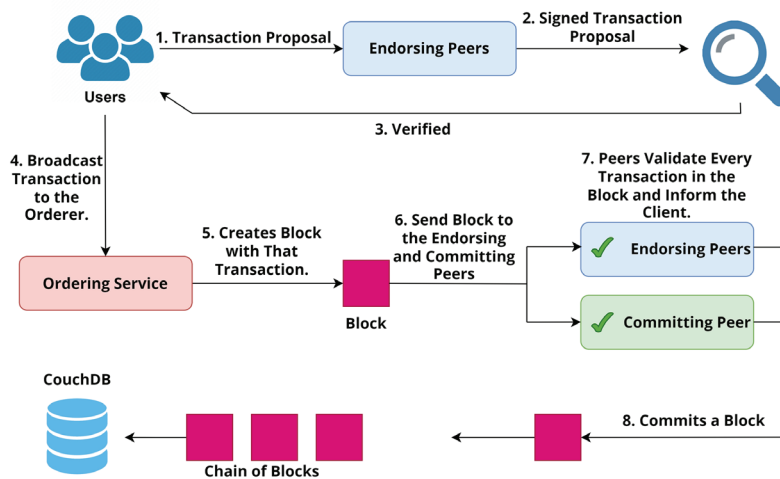 1. Transaction Proposal
Endorsing Peers
2. Signed Transaction
Proposal
Users
3. Verified
4. Broadcast
Transaction
to the
Orderer.
Ordering Service
5. Creates Block
with That
Transaction.
Block
6. Send Block to
the Endorsing
and Committing
Peers
7. Peers Validate Every
Transaction in the
Block and Inform the
Client.
Endorsing Peers
Committing Peer
CouchDB
Chain of Blocks
8. Commits a Block